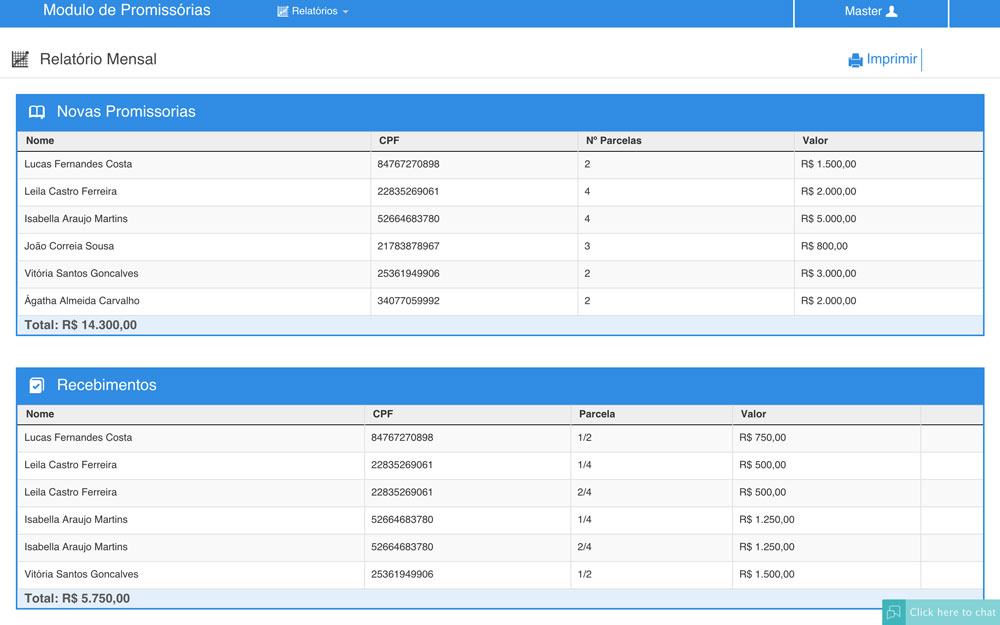 Modulo de Promissórias Relatórios Master
Relatório Mensal Imprimir
Novas Promissorias
Nome CPF Nº Parcelas Valor
Lucas Fernandes Costa 84767270898 2 R$ 1.500,00
Leila Castro Ferreira 22835269061 4 R$ 2.000,00
Isabella Araujo Martins 52664683780 4 R$ 5.000,00
João Correia Sousa 21783878967 3 R$ 800,00
Vitória Santos Goncalves 25361949906 2 R$ 3.000,00
Ágatha Almeida Carvalho 34077059992 2 R$ 2.000,00
Total: R$ 14.300,00
Recebimentos
Nome CPF Parcela Valor
Lucas Fernandes Costa 84767270898 1/2 R$ 750,00
Leila Castro Ferreira 22835269061 1/4 R$ 500,00
Leila Castro Ferreira 22835269061 2/4 R$ 500,00
Isabella Araujo Martins 52664683780 1/4 R$ 1.250,00
Isabella Araujo Martins 52664683780 2/4 R$ 1.250,00
Vitória Santos Goncalves 25361949906 1/2 R$ 1.500,00
Total: R$ 5.750,00
Click here to chat